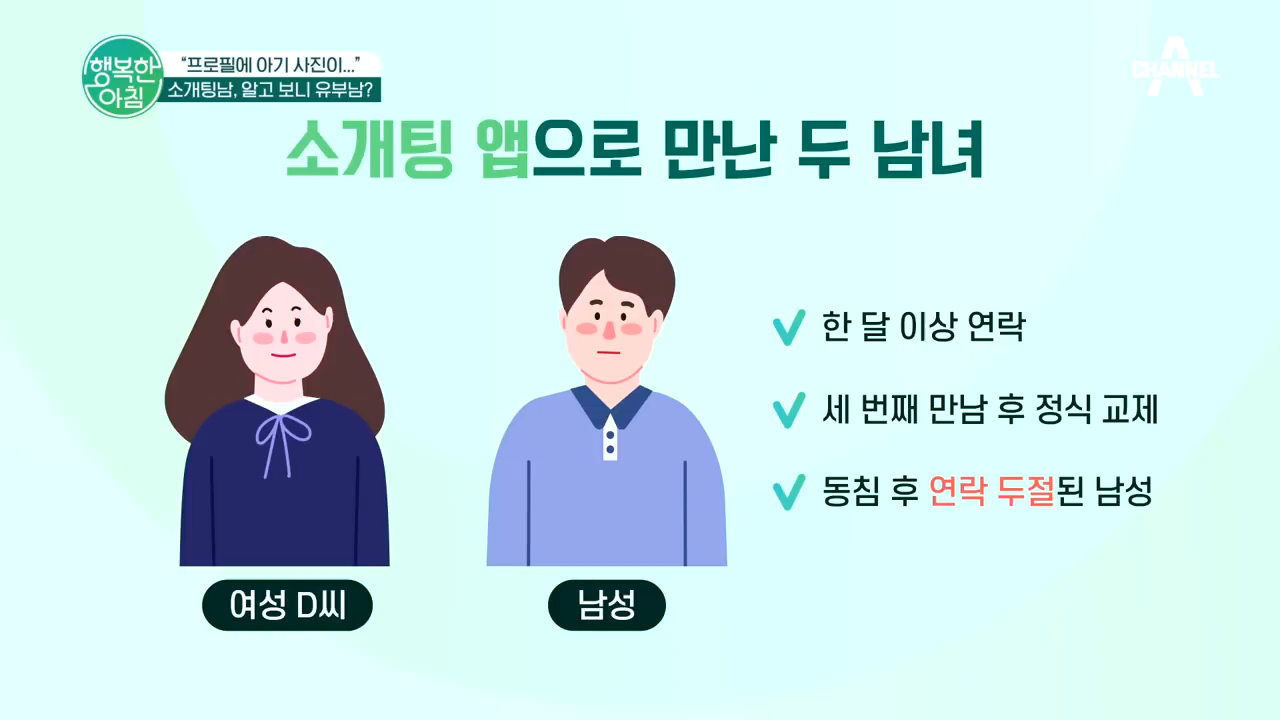 행복한
아침
“프로필에 아기 사진이...”
소개팅남, 알고 보니 유부남?
CHANNEL A
소개팅 앱으로 만난 두 남녀
한 달 이상 연락
세 번째 만남 후 정식 교제
동침 후 연락 두절된 남성
여성 D씨
남성